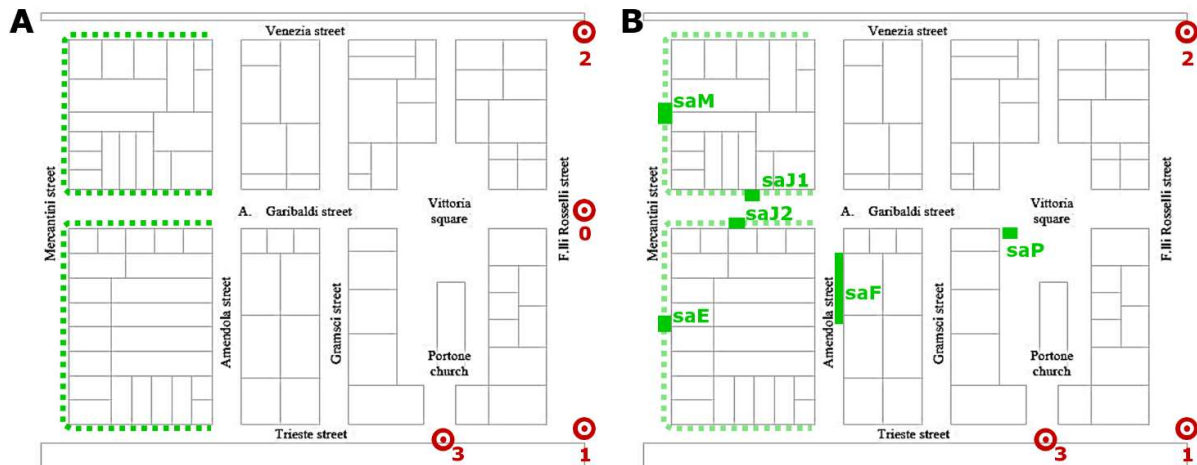 A
Venezia street
2
Mercantini street
A. Garibaldi street
Vittoria
square
0
F.lli Rosselli street
Amendola street
Gramsci street
Portone
church
Trieste street
3
1
B
Venezia street
2
saM
Mercantini street
saJ1
A. Garibaldi street
saJ2
Vittoria
square
saP
F.lli Rosselli street
saE
Amendola street
saF
Gramsci street
Portone
church
Trieste street
3
1